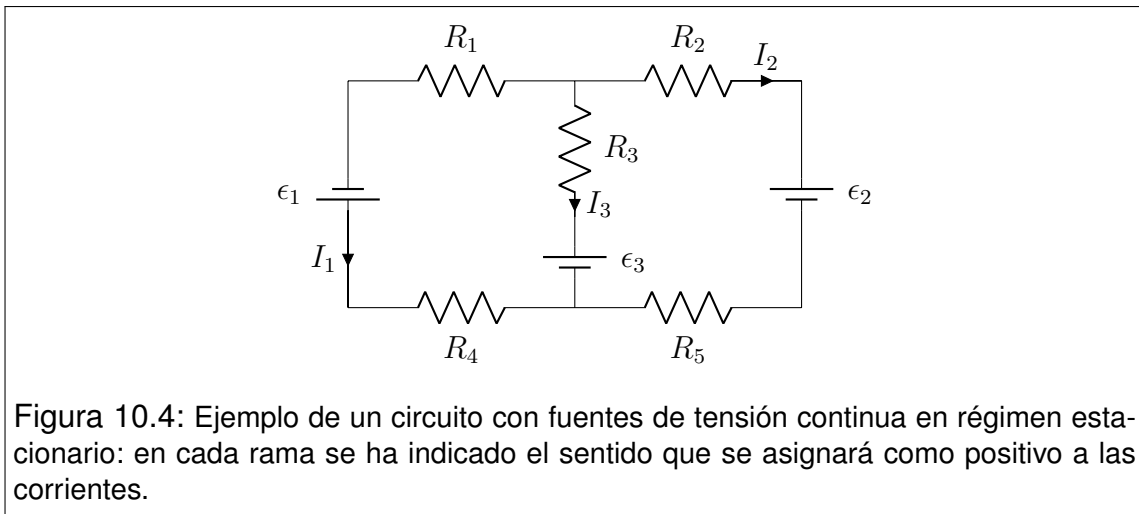 R₁
R₂
I₂
R₃
ϵ₁
I₃
ϵ₂
I₁
ϵ₃
R₄
R₅
Figura 10.4: Ejemplo de un circuito con fuentes de tensión continua en régimen esta-
cionario: en cada rama se ha indicado el sentido que se asignará como positivo a las
corrientes.